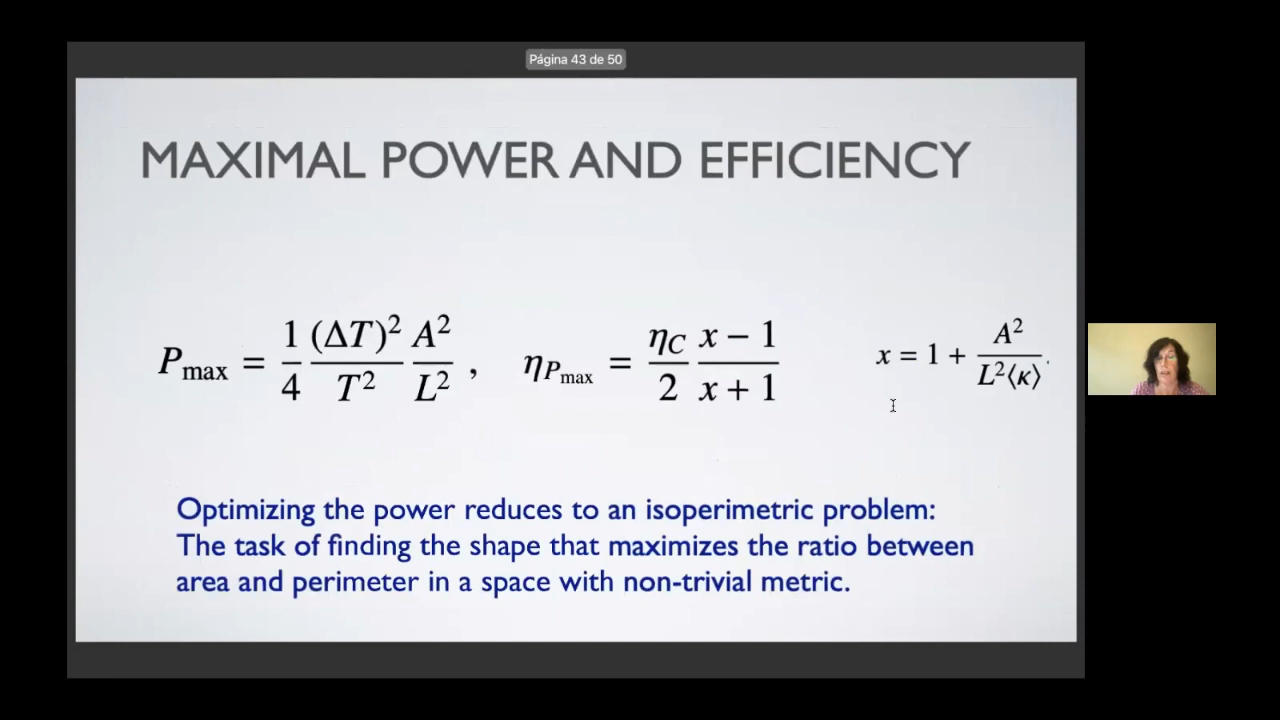 Página 43 de 50
MAXIMAL POWER AND EFFICIENCY
P_max = 1/4 (ΔT)²/T² A²/L² , η_{P_max} = η_C/2 (x − 1)/(x + 1) x = 1 + A²/(L²⟨κ⟩).
Optimizing the power reduces to an isoperimetric problem:
The task of finding the shape that maximizes the ratio between
area and perimeter in a space with non-trivial metric.